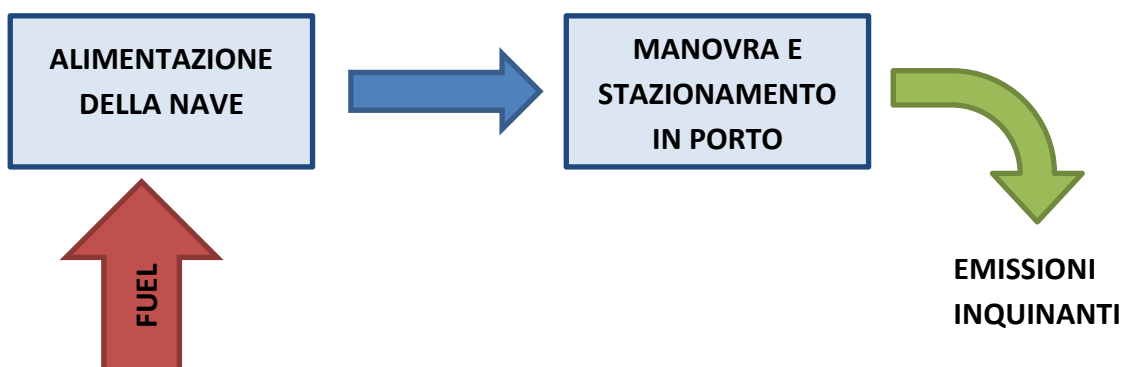 ALIMENTAZIONE
DELLA NAVE
MANOVRA E
STAZIONAMENTO
IN PORTO
FUEL
EMISSIONI
INQUINANTI